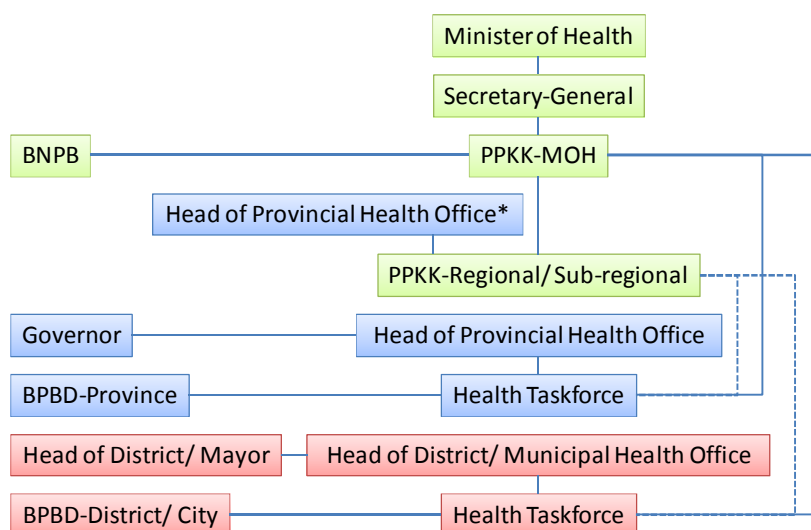 Minister of Health
Secretary-General
BNPB
PPKK-MOH
Head of Provincial Health Office*
PPKK-Regional/ Sub-regional
Governor
Head of Provincial Health Office
BPBD-Province
Health Taskforce
Head of District/ Mayor
Head of District/ Municipal Health Office
BPBD-District/ City
Health Taskforce